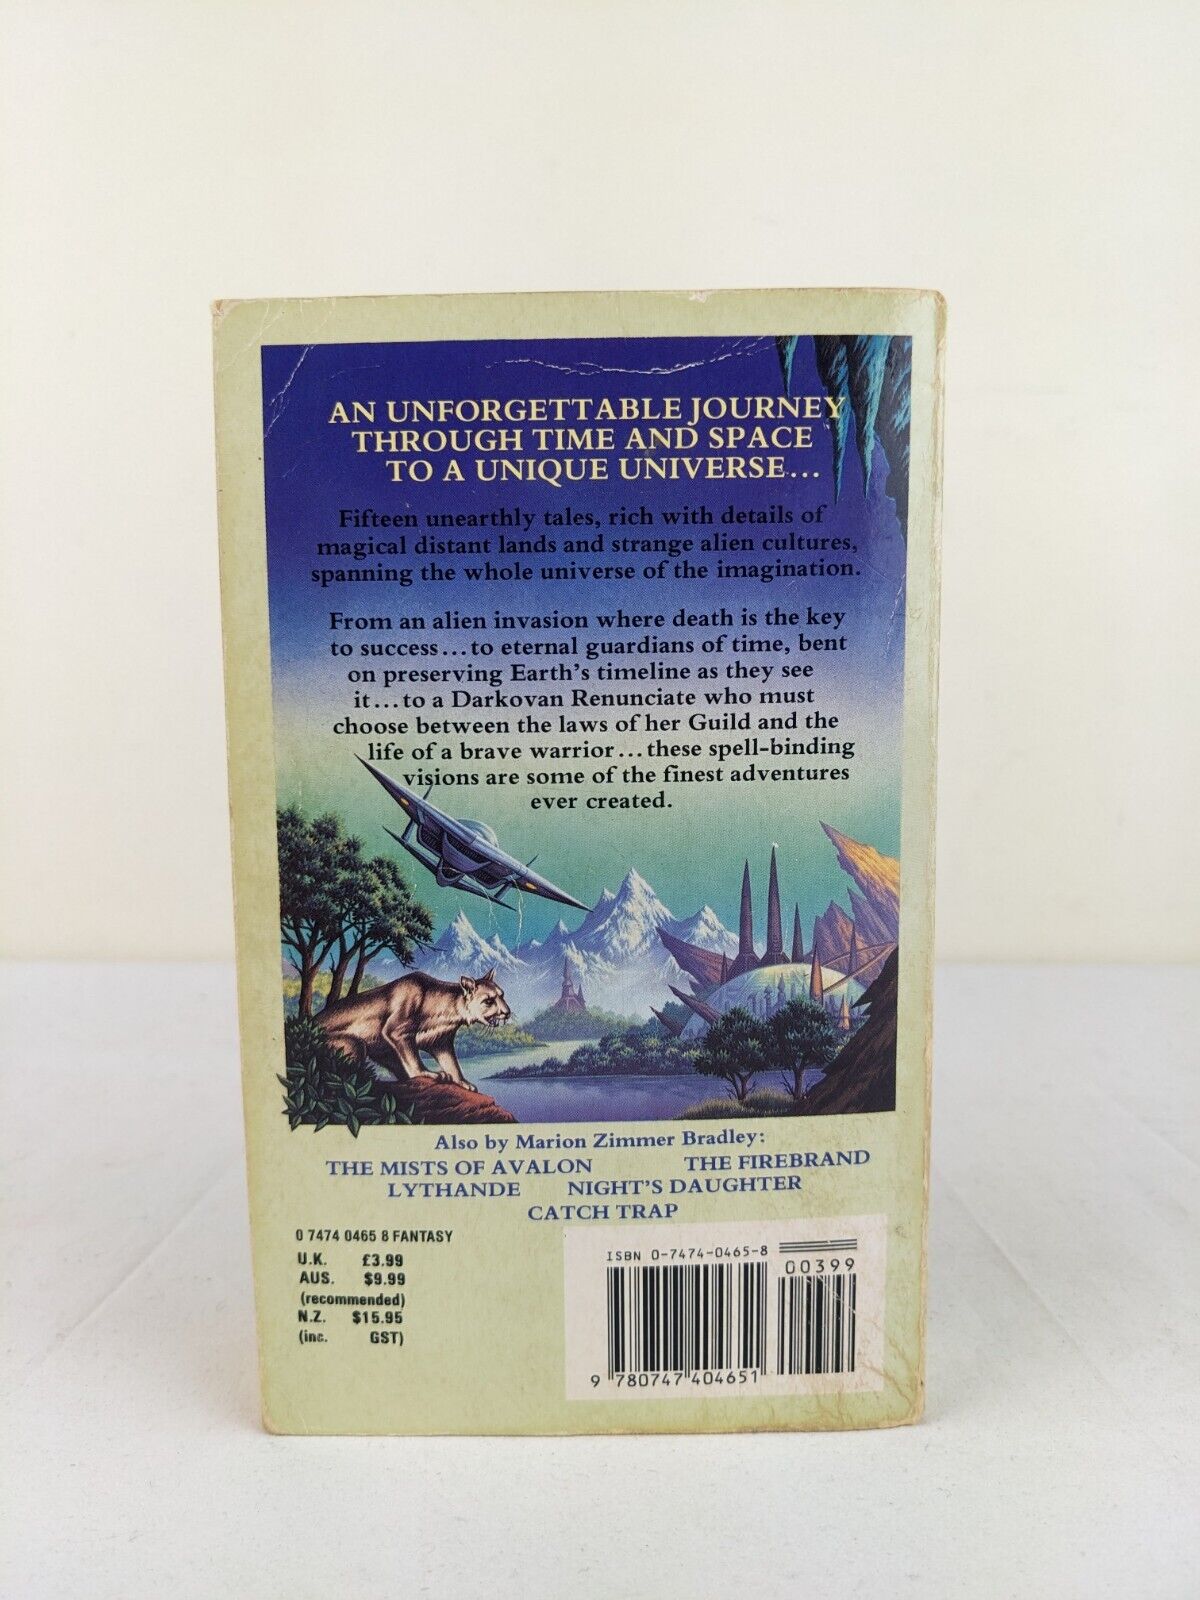 AN UNFORGETTABLE JOURNEY
THROUGH TIME AND SPACE
TO A UNIQUE UNIVERSE...
Fifteen unearthly tales, rich with details of
magical distant lands and strange alien cultures,
spanning the whole universe of the imagination.
From an alien invasion where death is the key
to success...to eternal guardians of time, bent
on preserving Earth's timeline as they see
it...to a Darkovan Renunciate who must
choose between the laws of her Guild and the
life of a brave warrior...these spell-binding
visions are some of the finest adventures
ever created.
Also by Marion Zimmer Bradley:
THE MISTS OF AVALON THE FIREBRAND
LYTHANDE NIGHT'S DAUGHTER
CATCH TRAP
0 7474 0465 8 FANTASY
U.K. £3.99
AUS. $9.99
(recommended)
N.Z. $15.95
(inc. GST)
ISBN 0-7474-0465-8
00399
9 780747 404651